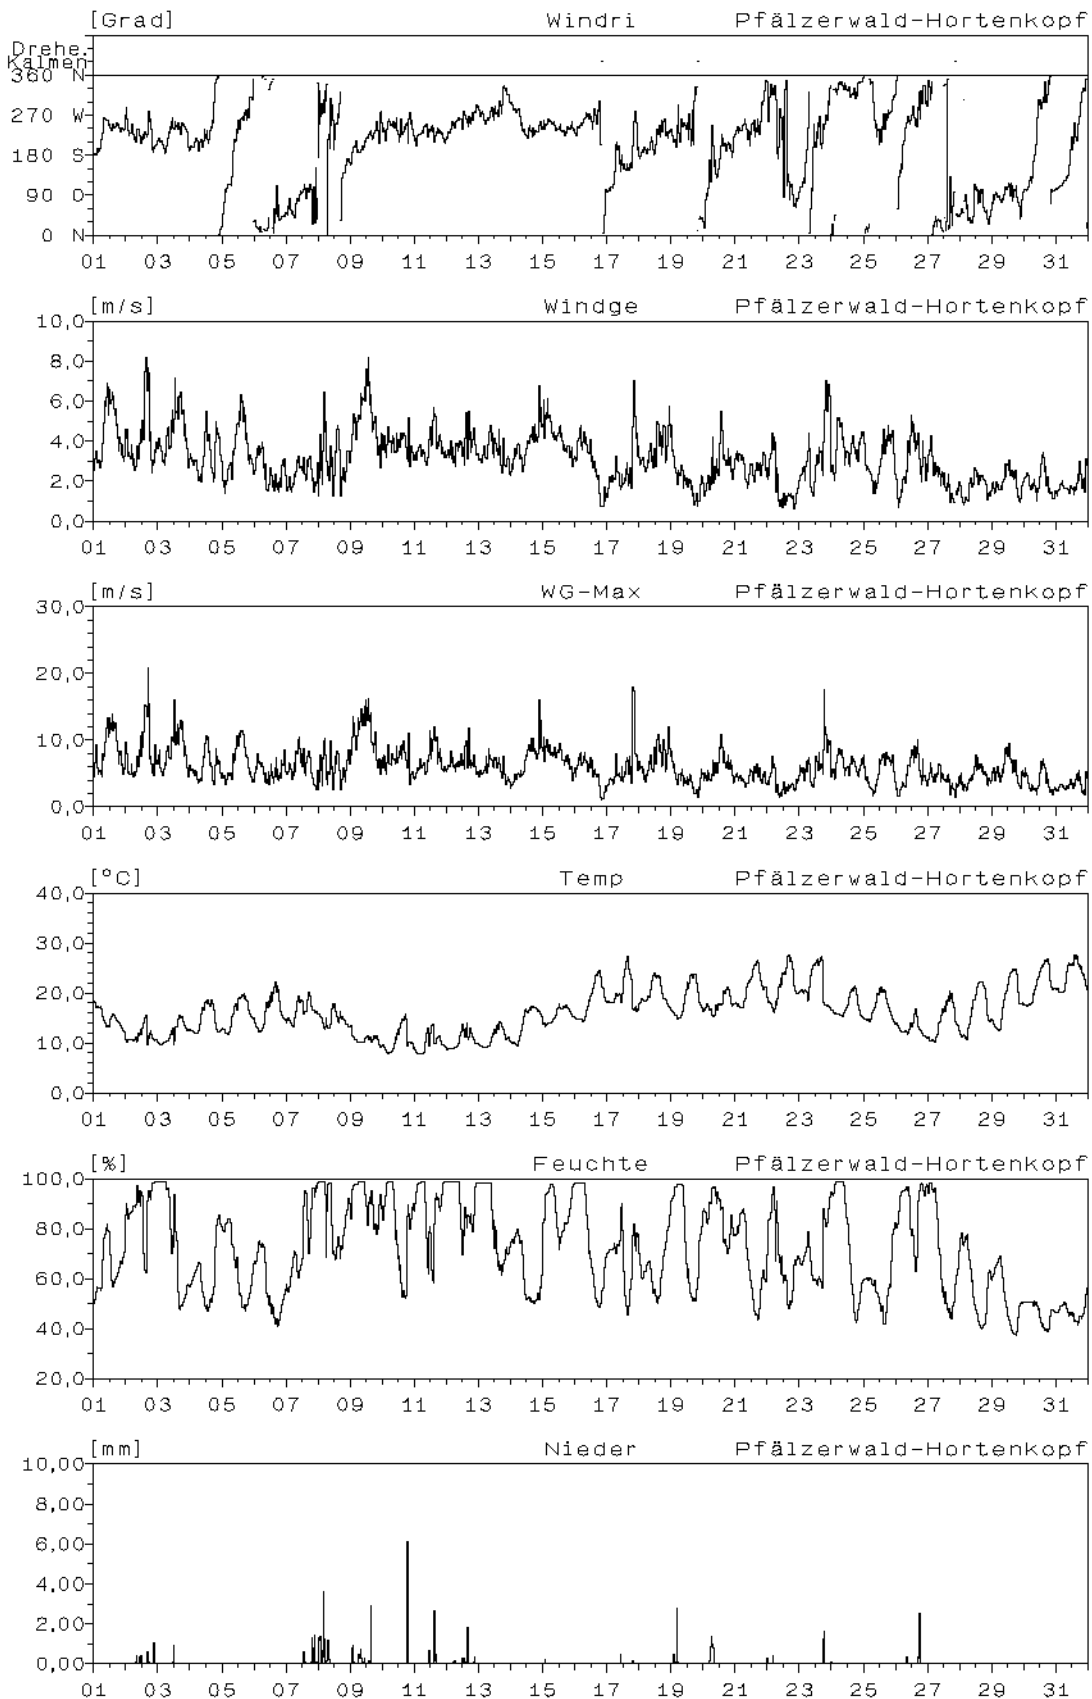 [Grad] Windri Pfälzerwald-Hortenkopf
Drehe.
Kalmen
360 N
270 W
180 S
90 O
0 N
01 03 05 07 09 11 13 15 17 19 21 23 25 27 29 31
[m/s] Windge Pfälzerwald-Hortenkopf
10,0
8,0
6,0
4,0
2,0
0,0
01 03 05 07 09 11 13 15 17 19 21 23 25 27 29 31
[m/s] WG-Max Pfälzerwald-Hortenkopf
30,0
20,0
10,0
0,0
01 03 05 07 09 11 13 15 17 19 21 23 25 27 29 31
[°C] Temp Pfälzerwald-Hortenkopf
40,0
30,0
20,0
10,0
0,0
01 03 05 07 09 11 13 15 17 19 21 23 25 27 29 31
[%] Feuchte Pfälzerwald-Hortenkopf
100,0
80,0
60,0
40,0
20,0
01 03 05 07 09 11 13 15 17 19 21 23 25 27 29 31
[mm] Nieder Pfälzerwald-Hortenkopf
10,00
8,00
6,00
4,00
2,00
0,00
01 03 05 07 09 11 13 15 17 19 21 23 25 27 29 31